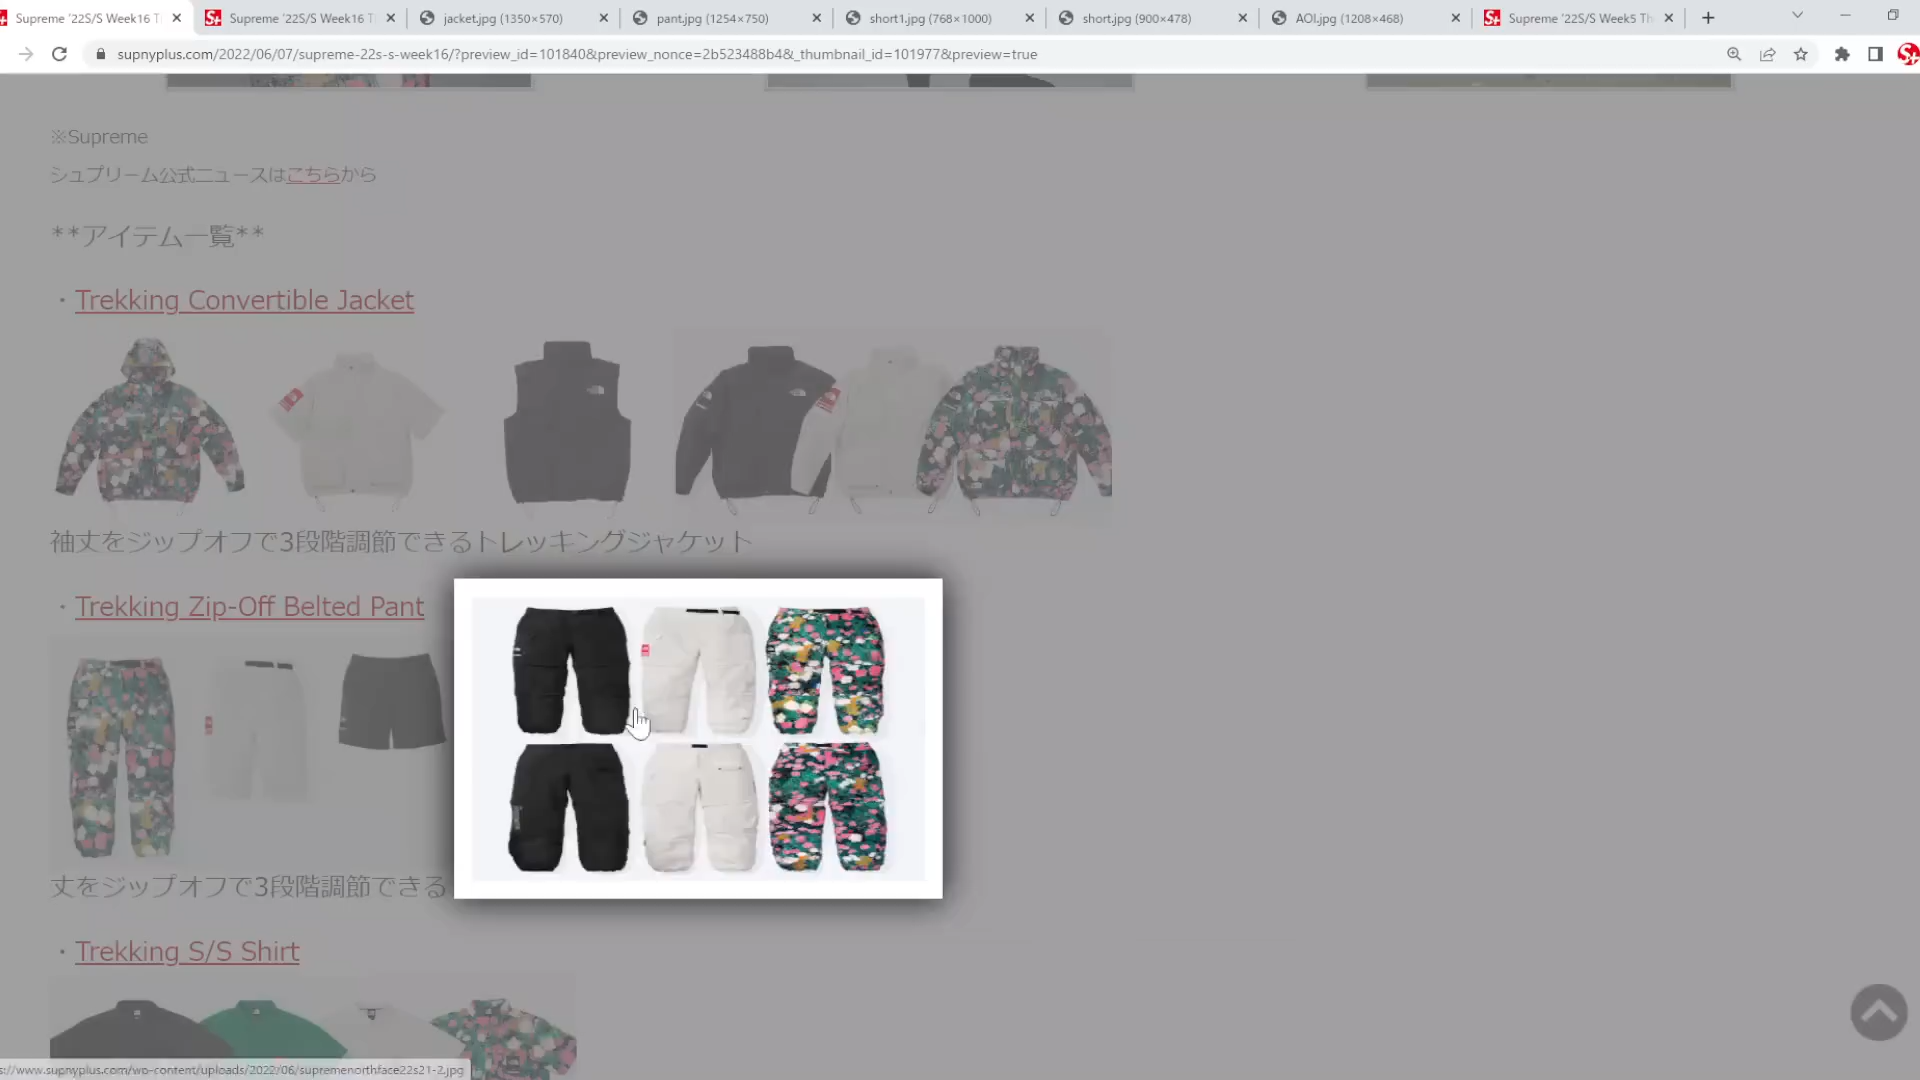 Supreme '22S/S Week16 T
Supreme '22S/S Week16 T
jacket.jpg (1350×570)
pant.jpg (1254×750)
short1.jpg (768×1000)
short.jpg (900×478)
AOI.jpg (1208×468)
Supreme '22S/S Week5 Th
supnyplus.com/2022/06/07/supreme-22s-s-week16/?preview_id=101840&preview_nonce=2b523488b4&_thumbnail_id=101977&preview=true
※Supreme
シュプリーム公式ニュースはこちらから
**アイテム一覧**
・Trekking Convertible Jacket
袖丈をジップオフで3段階調節できるトレッキングジャケット
・Trekking Zip-Off Belted Pant
丈をジップオフで3段階調節できる
・Trekking S/S Shirt
s://www.supnyplus.com/wp-content/uploads/2022/06/supremenorthface22s21-2.jpg